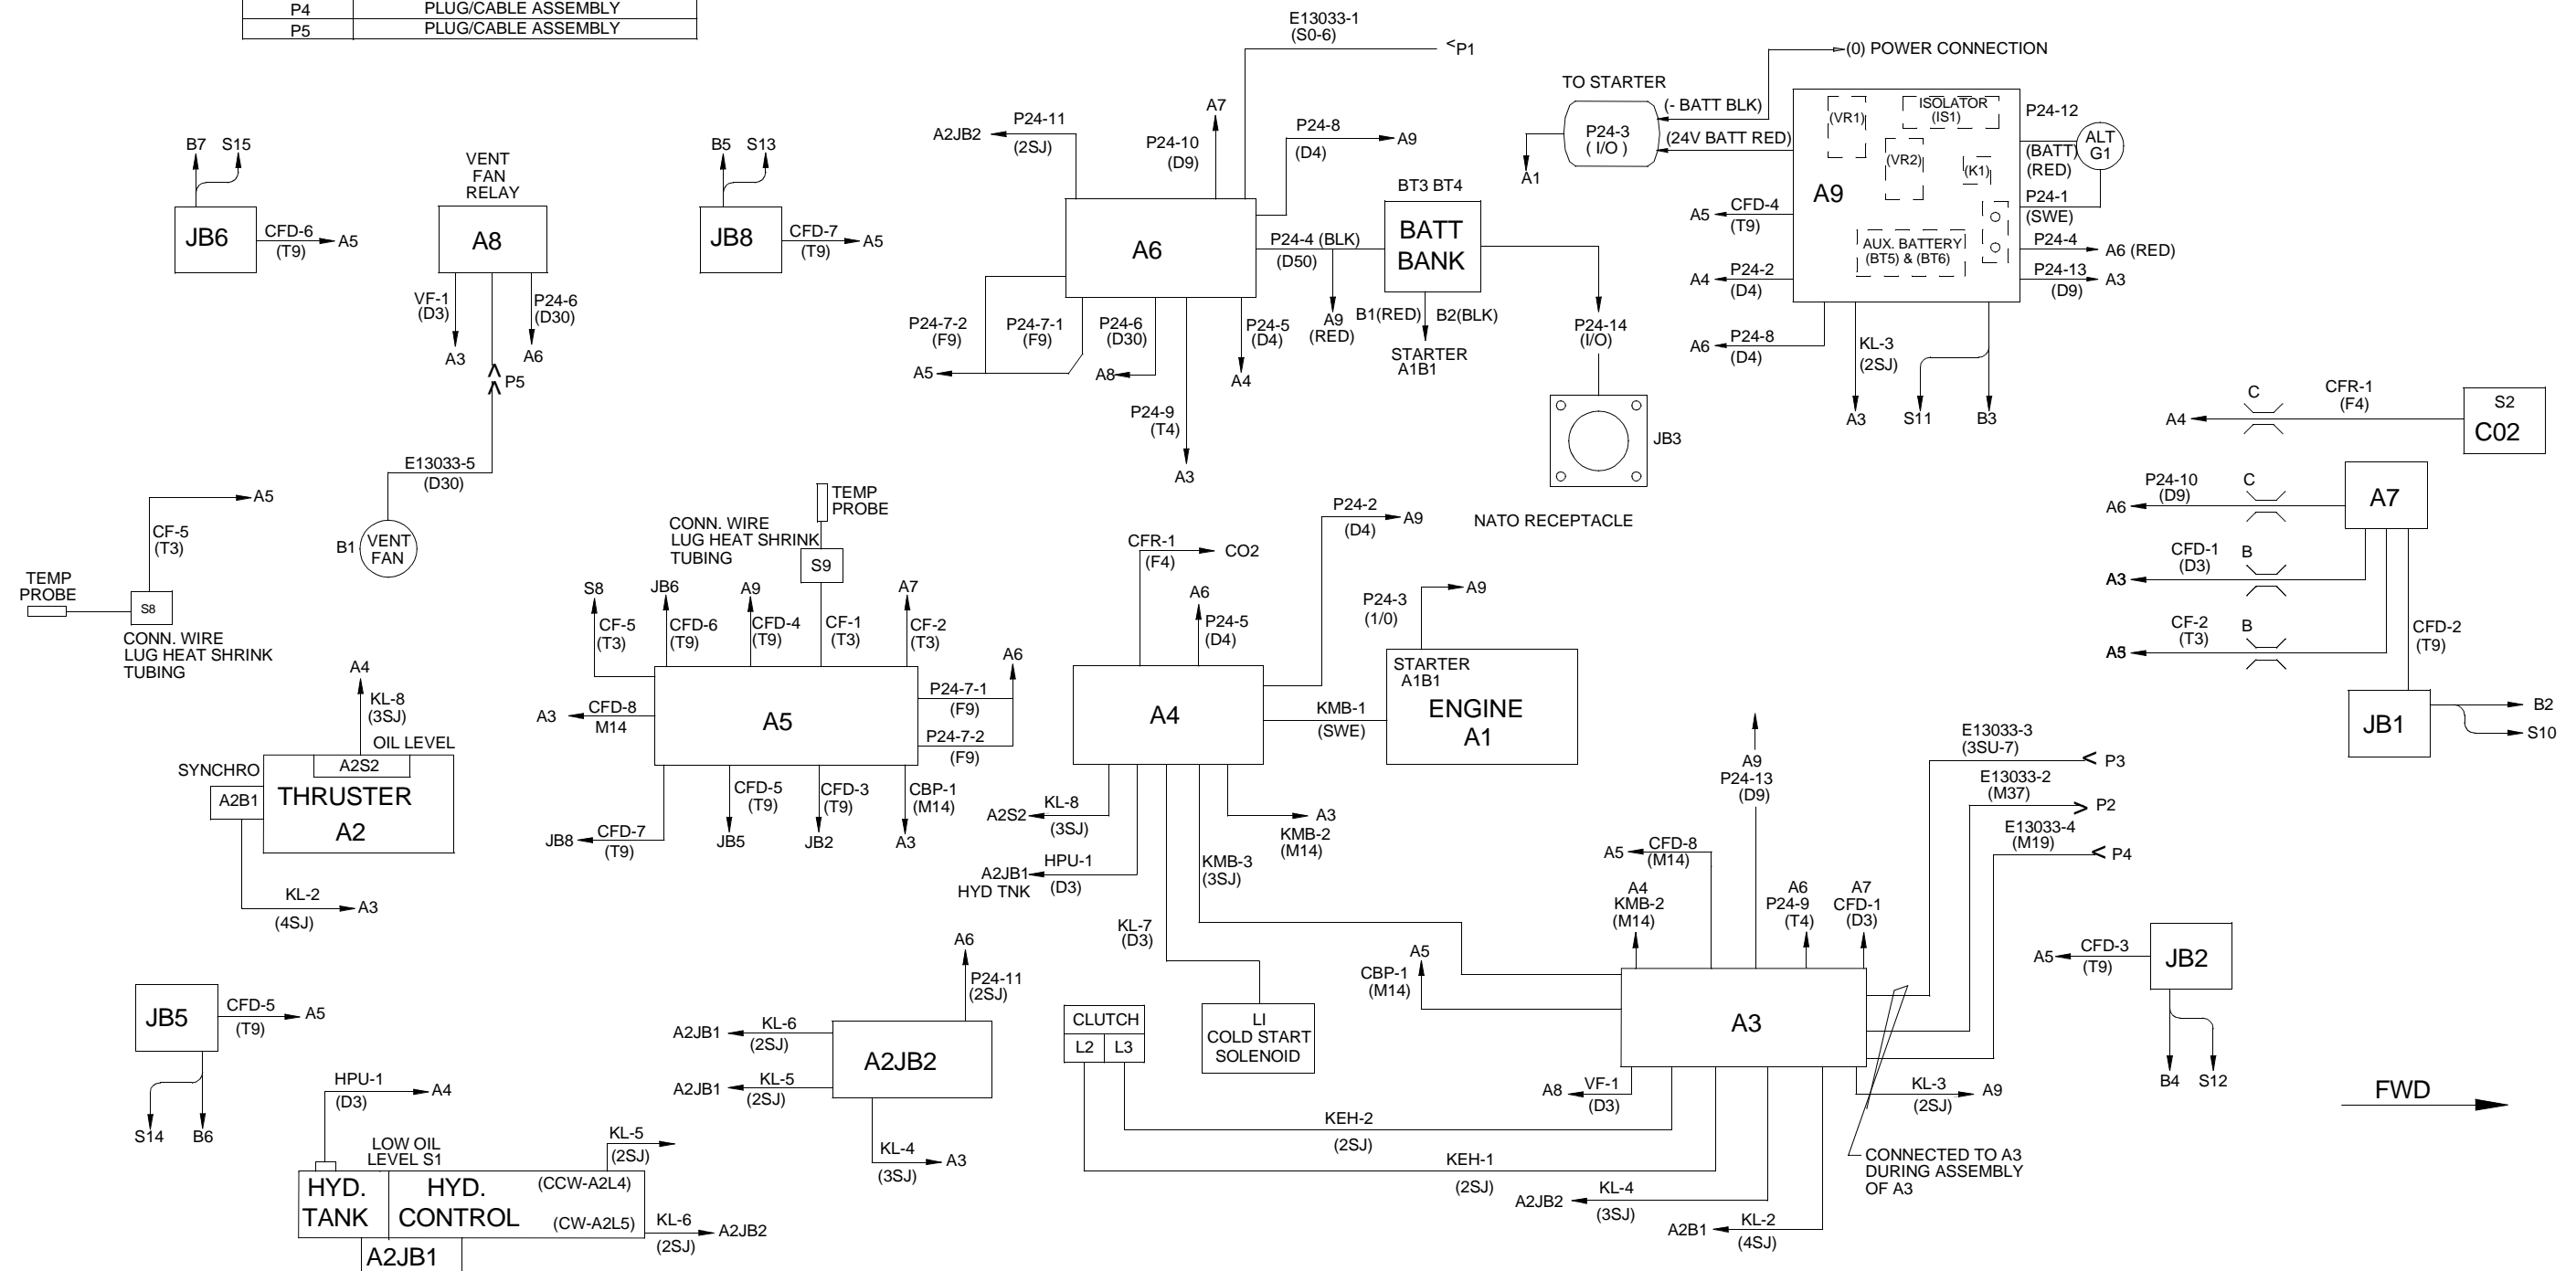 P4 PLUG/CABLE ASSEMBLY
P5 PLUG/CABLE ASSEMBLY
E13033-1
(S0-6)
<P1
(0) POWER CONNECTION
TO STARTER
(- BATT BLK)
P24-3
( I/O )
(24V BATT RED)
A1
B7 S15
JB6
CFD-6
(T9)
A5
VENT
FAN
RELAY
A8
VF-1
(D3)
A3
P24-6
(D30)
A6
P5
E13033-5
(D30)
B1
VENT
FAN
B5 S13
JB8
CFD-7
(T9)
A5
A2JB2
P24-11
(2SJ)
A7
P24-10
(D9)
P24-8
(D4)
A9
A6
P24-4 (BLK)
(D50)
BT3 BT4
BATT
BANK
A9
(RED)
B1(RED) B2(BLK)
STARTER
A1B1
P24-7-2
(F9)
P24-7-1
(F9)
A5
P24-6
(D30)
A8
P24-9
(T4)
A3
P24-5
(D4)
A4
P24-14
(I/O)
JB3
NATO RECEPTACLE
(VR1)
ISOLATOR
(IS1)
(VR2)
(K1)
A9
AUX. BATTERY
(BT5) & (BT6)
P24-12
ALT
G1
(BATT)
(RED)
P24-1
(SWE)
P24-4
A6 (RED)
P24-13
(D9)
A3
A5
CFD-4
(T9)
A4
P24-2
(D4)
A6
P24-8
(D4)
KL-3
(2SJ)
A3 S11 B3
C
CFR-1
(F4)
A4
S2
C02
P24-10
(D9)
C
A6
A7
CFD-1
(D3)
B
A3
CF-2
(T3)
B
A5
CFD-2
(T9)
JB1
B2
S10
A5
CF-5
(T3)
TEMP
PROBE
S8
CONN. WIRE
LUG HEAT SHRINK
TUBING
TEMP
PROBE
CONN. WIRE
LUG HEAT SHRINK
TUBING
S9
S8
CF-5
(T3)
JB6
CFD-6
(T9)
A9
CFD-4
(T9)
CF-1
(T3)
A7
CF-2
(T3)
A6
P24-7-1
(F9)
P24-7-2
(F9)
A5
A3
CFD-8
M14
JB8
CFD-7
(T9)
CFD-5
(T9)
JB5
CFD-3
(T9)
JB2
CBP-1
(M14)
A3
A4
KL-8
(3SJ)
OIL LEVEL
A2S2
SYNCHRO
A2B1
THRUSTER
A2
KL-2
(4SJ)
A3
CFR-1
(F4)
CO2
A6
P24-5
(D4)
P24-2
(D4)
A9
A4
KMB-1
(SWE)
P24-3
(1/0)
A9
STARTER
A1B1
ENGINE
A1
A2S2
KL-8
(3SJ)
A2JB1
HYD TNK
HPU-1
(D3)
KL-7
(D3)
KMB-3
(3SJ)
A3
KMB-2
(M14)
A9
P24-13
(D9)
E13033-3
(3SU-7)
< P3
E13033-2
(M37)
> P2
E13033-4
(M19)
< P4
A5
CFD-8
(M14)
A4
KMB-2
(M14)
A6
P24-9
(T4)
A7
CFD-1
(D3)
A5
CBP-1
(M14)
A3
A8
VF-1
(D3)
KL-3
(2SJ)
A9
CONNECTED TO A3
DURING ASSEMBLY
OF A3
KEH-2
(2SJ)
KEH-1
(2SJ)
A2JB2
KL-4
(3SJ)
A2B1
KL-2
(4SJ)
CLUTCH
L2 L3
LI
COLD START
SOLENOID
A5
CFD-3
(T9)
JB2
B4 S12
FWD
JB5
CFD-5
(T9)
A5
S14 B6
A6
P24-11
(2SJ)
A2JB1
KL-6
(2SJ)
A2JB1
KL-5
(2SJ)
A2JB2
KL-4
(3SJ)
A3
HPU-1
(D3)
A4
LOW OIL
LEVEL S1
KL-5
(2SJ)
HYD.
TANK
HYD.
CONTROL
(CCW-A2L4)
(CW-A2L5)
KL-6
(2SJ)
A2JB2
A2JB1